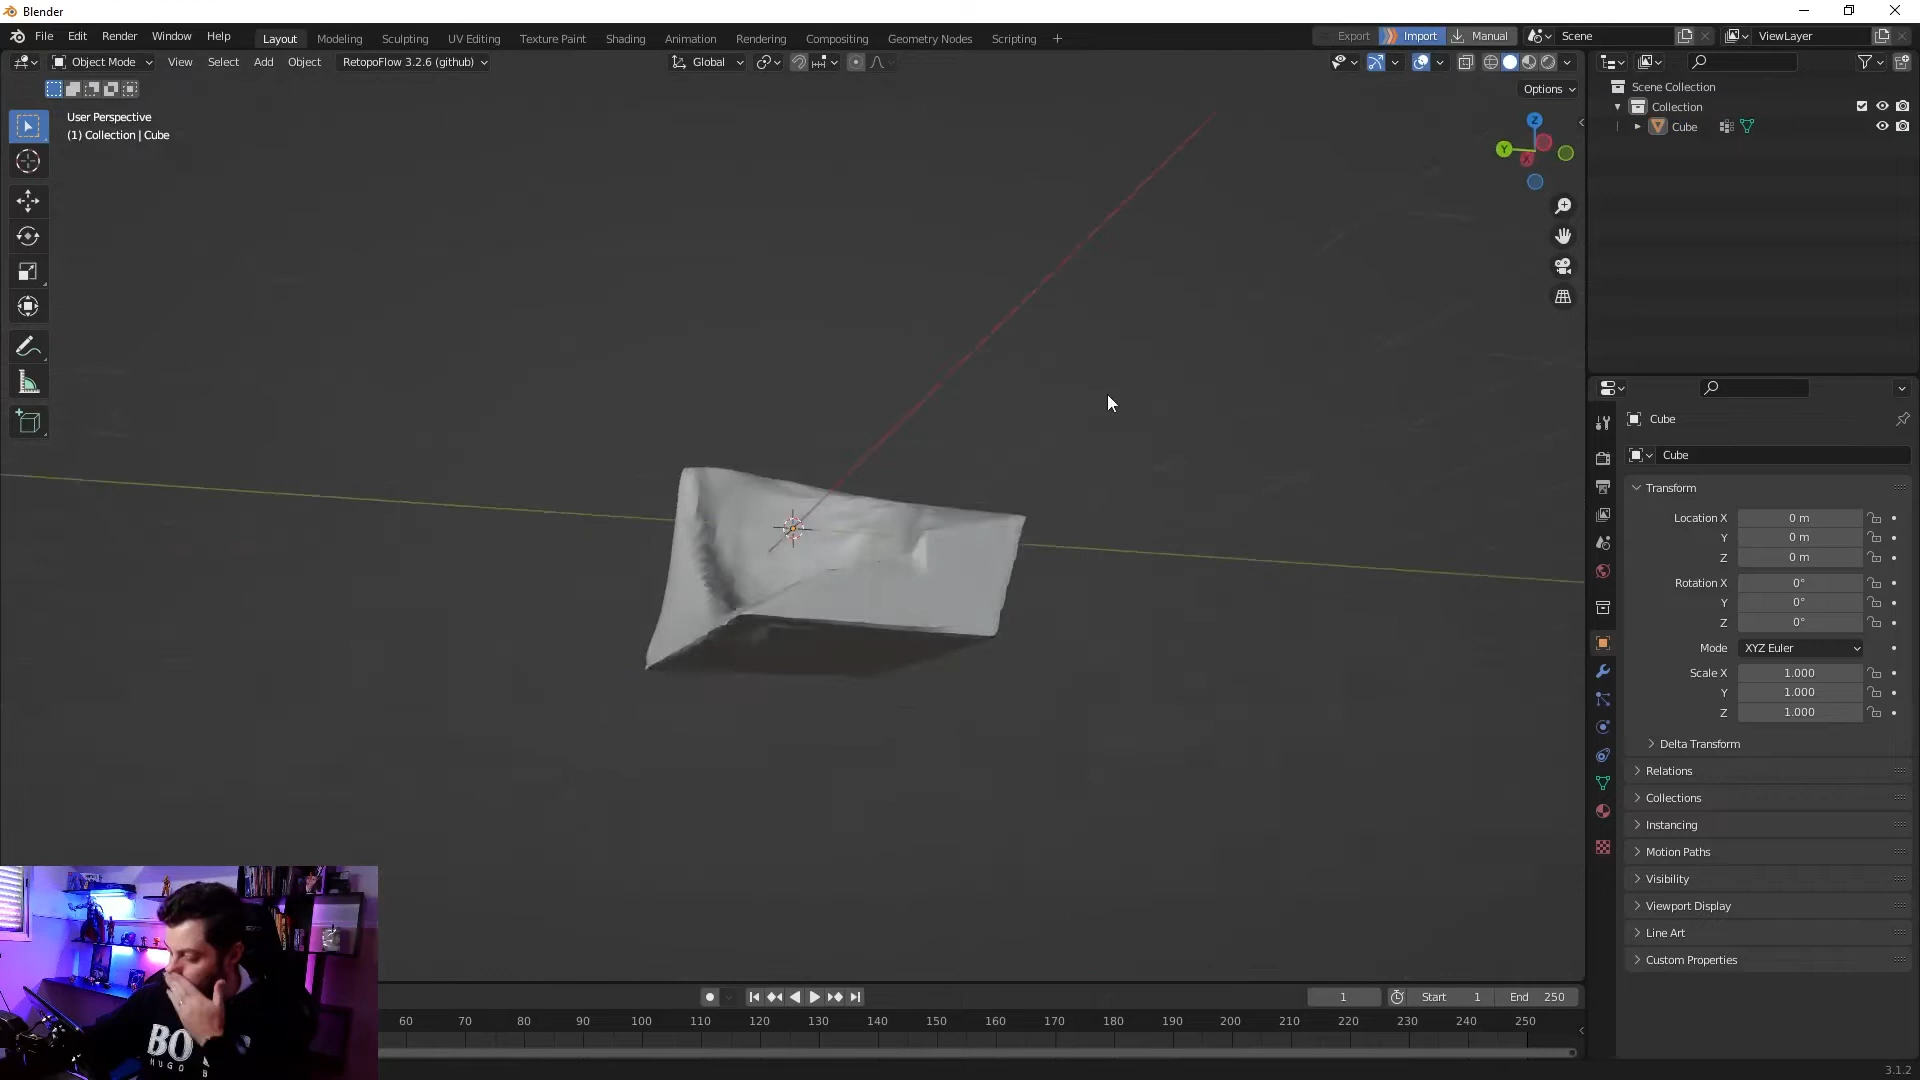 Blender
File Edit Render Window Help
Layout Modeling Sculpting UV Editing Texture Paint Shading Animation Rendering Compositing Geometry Nodes Scripting +
Export Import Manual Scene ViewLayer
Object Mode View Select Add Object RetopoFlow 3.2.6 (github) Global
Options
User Perspective
(1) Collection | Cube
Z
Y
X
Scene Collection
Collection
Cube
Cube
Cube
Transform
Location X 0 m
Y 0 m
Z 0 m
Rotation X 0°
Y 0°
Z 0°
Mode XYZ Euler
Scale X 1.000
Y 1.000
Z 1.000
Delta Transform
Relations
Collections
Instancing
Motion Paths
Visibility
Viewport Display
Line Art
Custom Properties
1 Start 1 End 250
60 70 80 90 100 110 120 130 140 150 160 170 180 190 200 210 220 230 240 250
BO
HUGO B
3.1.2